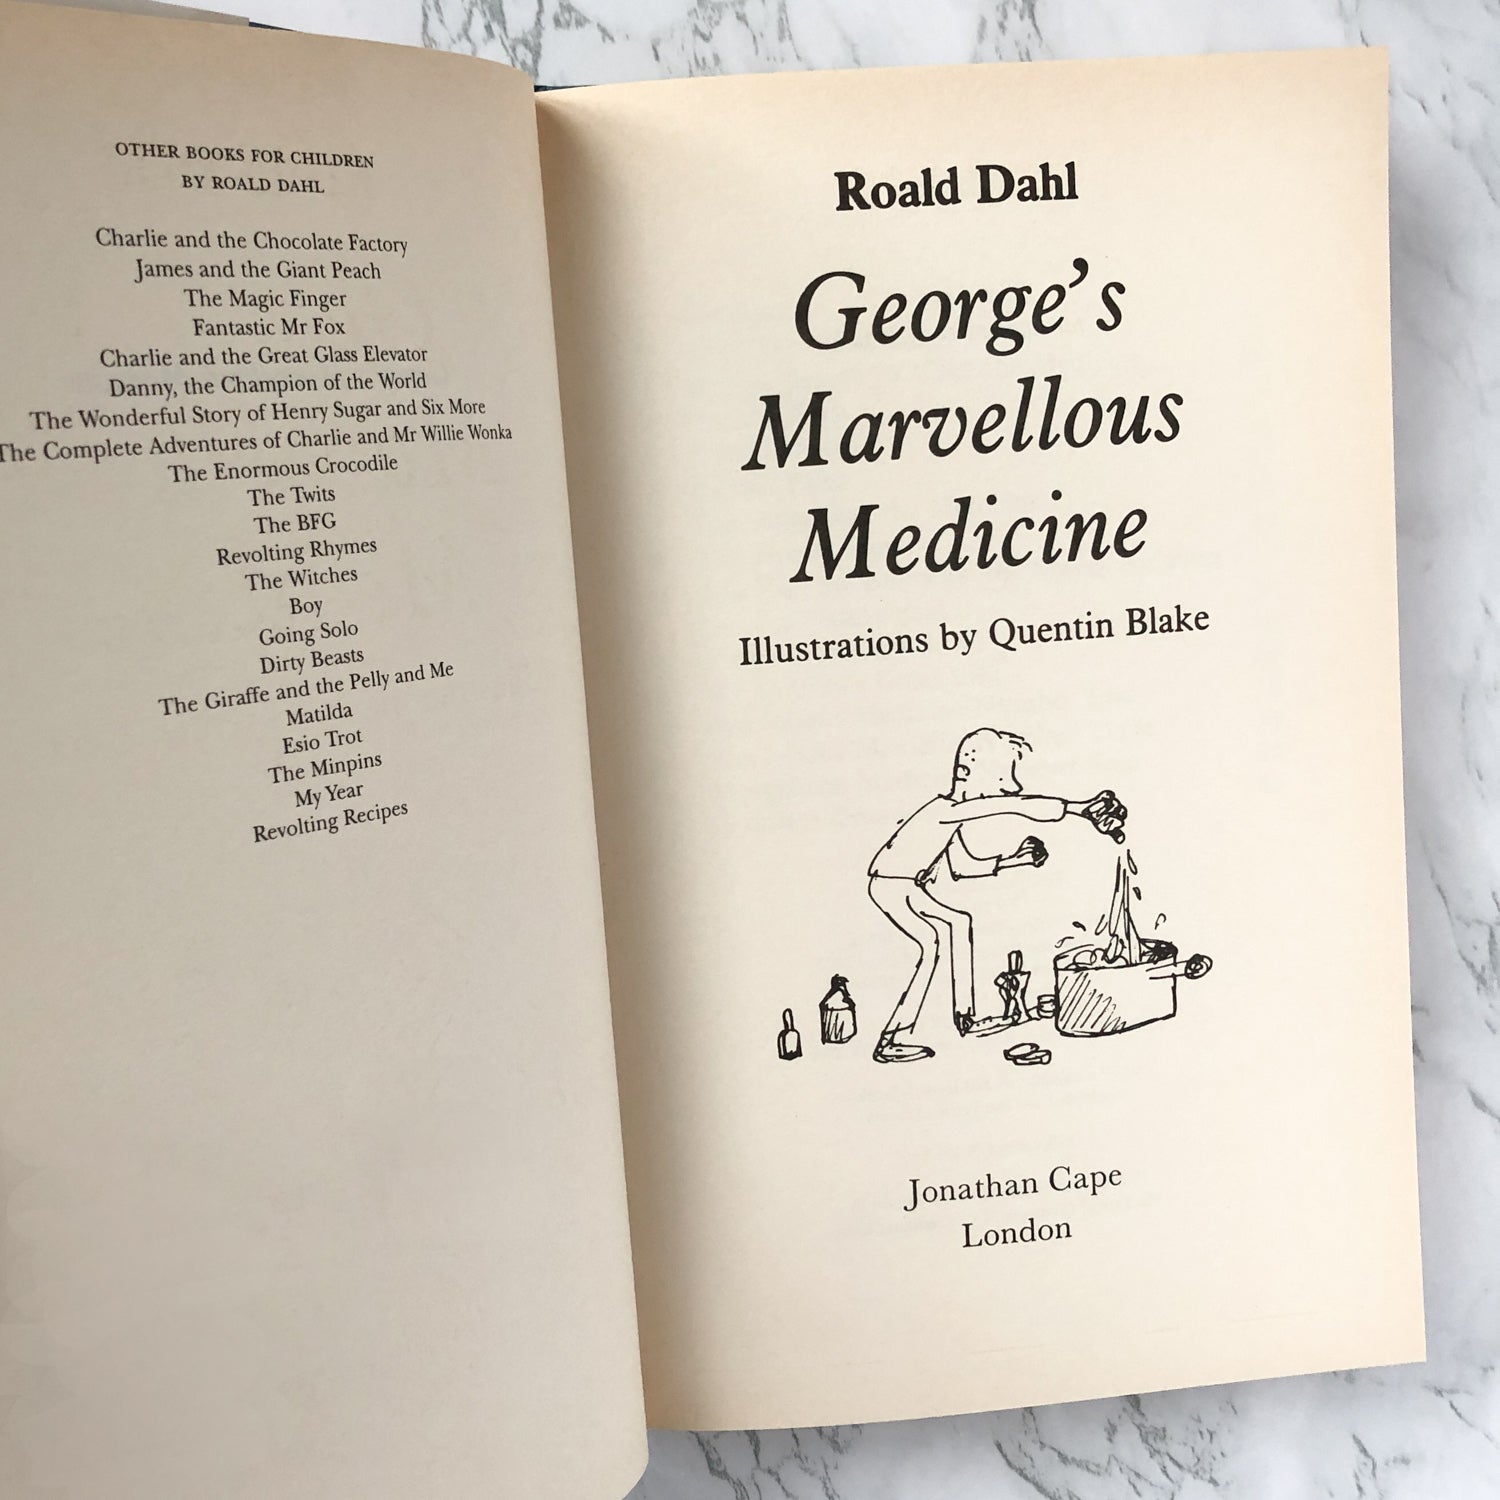 OTHER BOOKS FOR CHILDREN
BY ROALD DAHL
Charlie and the Chocolate Factory
James and the Giant Peach
The Magic Finger
Fantastic Mr Fox
Charlie and the Great Glass Elevator
Danny, the Champion of the World
The Wonderful Story of Henry Sugar and Six More
The Complete Adventures of Charlie and Mr Willie Wonka
The Enormous Crocodile
The Twits
The BFG
Revolting Rhymes
The Witches
Boy
Going Solo
Dirty Beasts
The Giraffe and the Pelly and Me
Matilda
Esio Trot
The Minpins
My Year
Revolting Recipes
Roald Dahl
George's
Marvellous
Medicine
Illustrations by Quentin Blake
Jonathan Cape
London